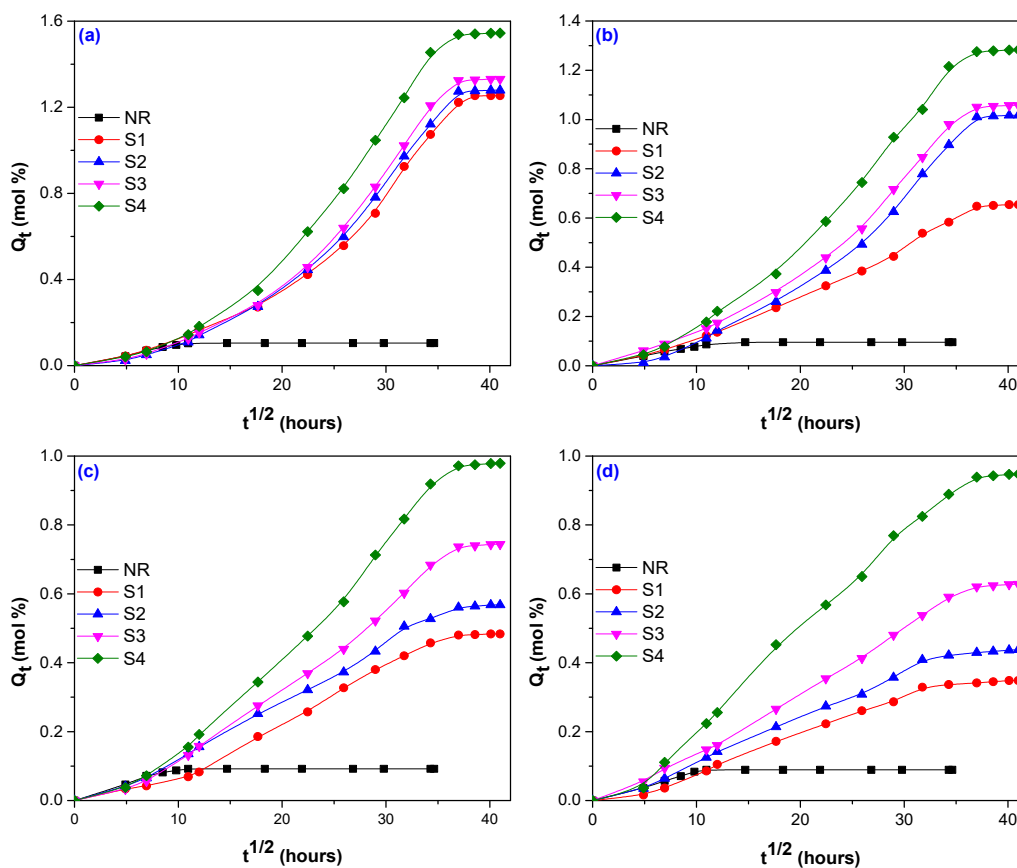 (a)
1.6
1.2
0.8
0.4
0.0
Qt (mol %)
NR
S1
S2
S3
S4
0 10 20 30 40
t1/2 (hours)
(b)
1.4
1.2
1.0
0.8
0.6
0.4
0.2
0.0
Qt (mol %)
NR
S1
S2
S3
S4
0 10 20 30 40
t1/2 (hours)
(c)
1.0
0.8
0.6
0.4
0.2
0.0
Qt (mol %)
NR
S1
S2
S3
S4
0 10 20 30 40
t1/2 (hours)
(d)
1.0
0.8
0.6
0.4
0.2
0.0
Qt (mol %)
NR
S1
S2
S3
S4
0 10 20 30 40
t1/2 (hours)